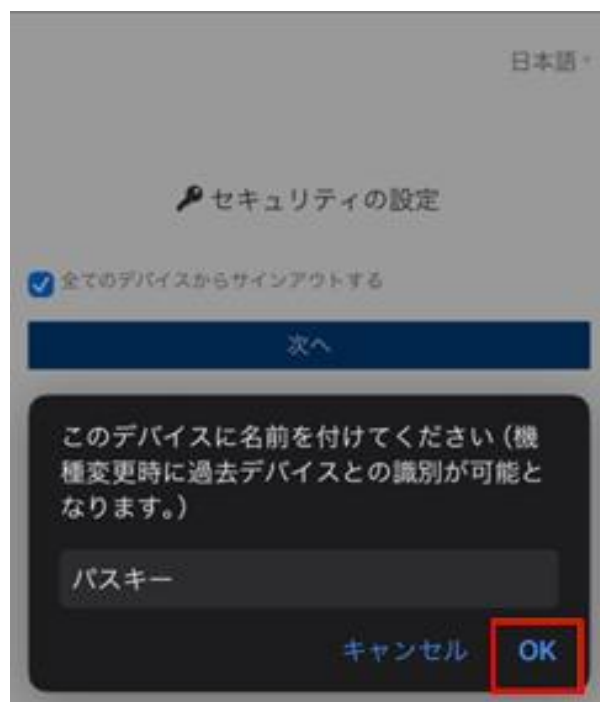 日本語
セキュリティの設定
全てのデバイスからサインアウトする
次へ
このデバイスに名前を付けてください（機
種変更時に過去デバイスとの識別が可能と
なります。）
パスキー
キャンセル OK